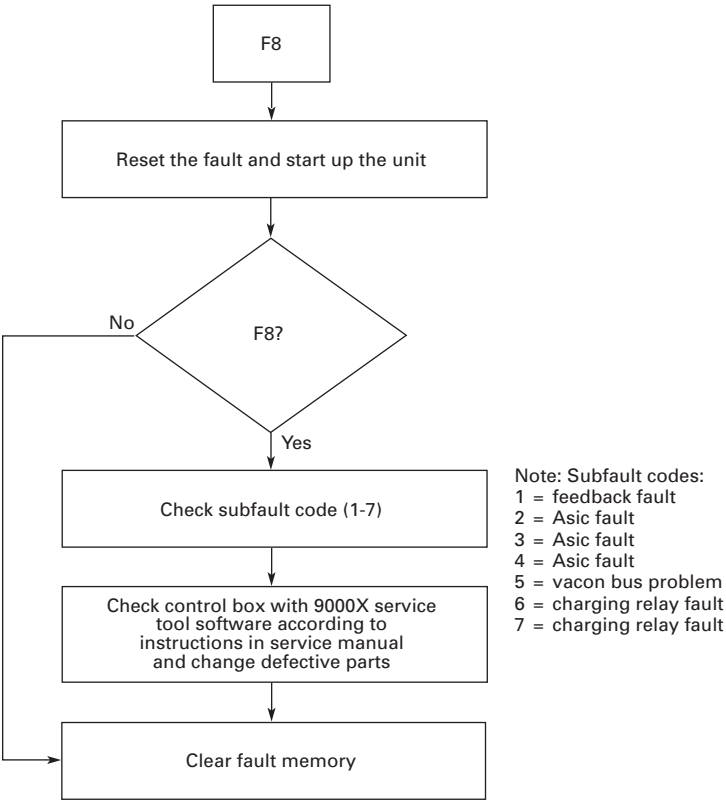 F8
Reset the fault and start up the unit
F8?
No
Yes
Check subfault code (1-7)
Check control box with 9000X service
tool software according to
instructions in service manual
and change defective parts
Clear fault memory
Note: Subfault codes:
1 = feedback fault
2 = Asic fault
3 = Asic fault
4 = Asic fault
5 = vacon bus problem
6 = charging relay fault
7 = charging relay fault